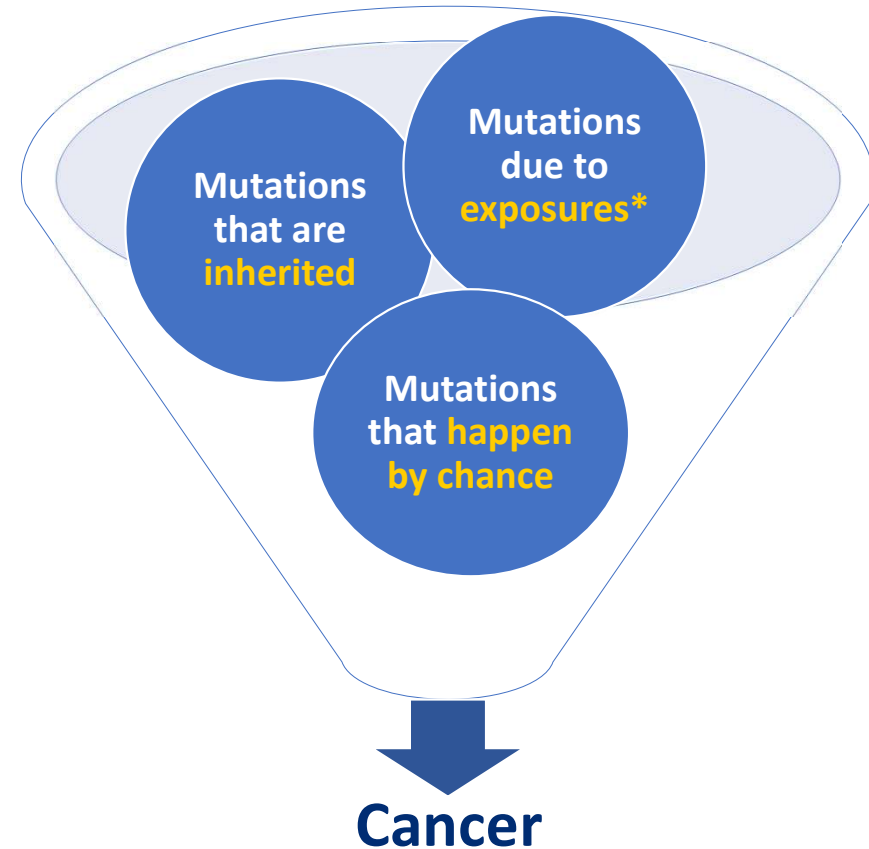 Mutations
that are
inherited
Mutations
due to
exposures*
Mutations
that happen
by chance
Cancer